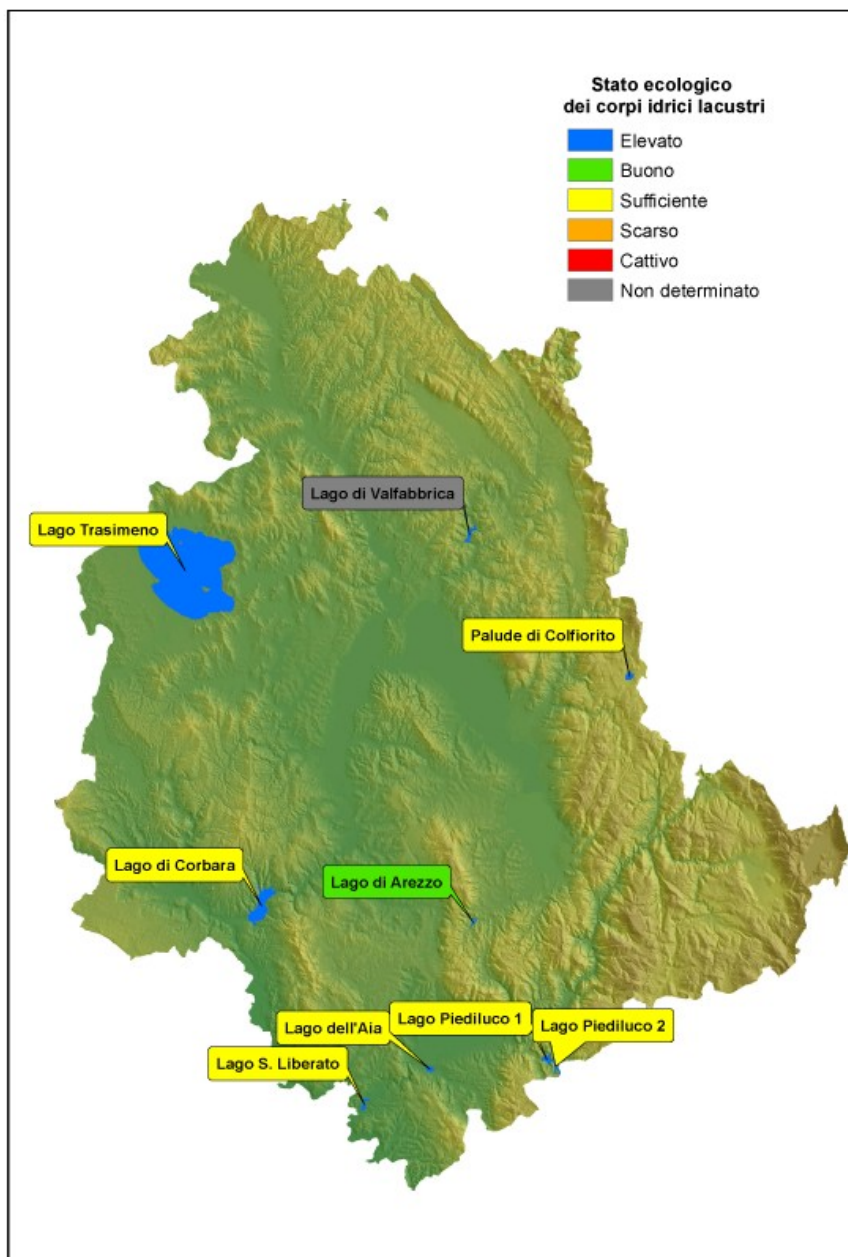 Stato ecologico
dei corpi idrici lacustri
Elevato
Buono
Sufficiente
Scarso
Cattivo
Non determinato
Lago di Valfabbrica
Lago Trasimeno
Palude di Colfiorito
Lago di Corbara
Lago di Arezzo
Lago Piediluco 1
Lago Piediluco 2
Lago dell'Aia
Lago S. Liberato